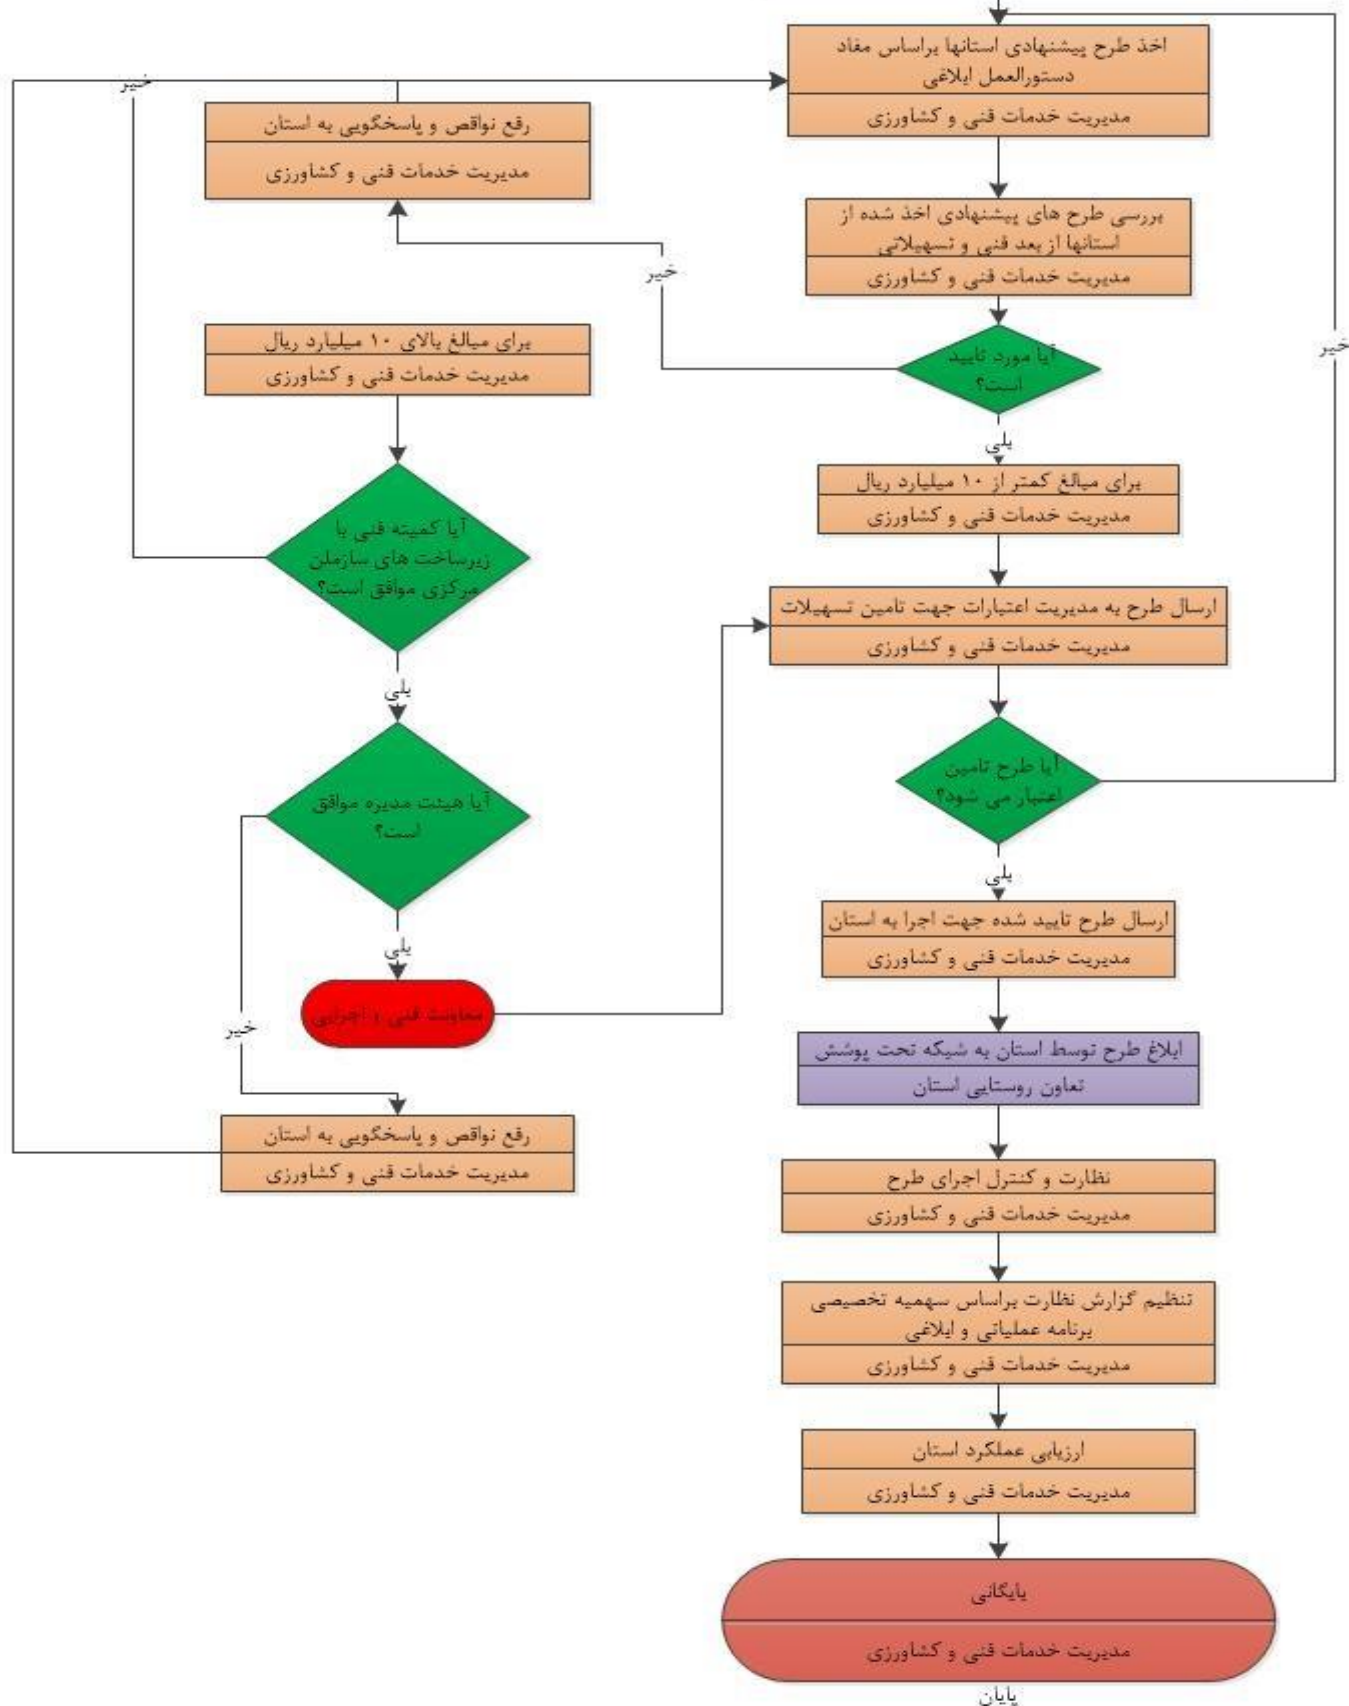 اخذ طرح پیشنهادی استانها براساس مفاد
دستورالعمل ابلاغی
مدیریت خدمات فنی و کشاورزی
بررسی طرح های پیشنهادی اخذ شده از
استانها از بعد فنی و تسهیلاتی
مدیریت خدمات فنی و کشاورزی
آیا مورد تایید
است؟
خیر
بلی
رفع نواقص و پاسخگویی به استان
مدیریت خدمات فنی و کشاورزی
برای مبالغ کمتر از ۱۰ میلیارد ریال
مدیریت خدمات فنی و کشاورزی
ارسال طرح به مدیریت اعتبارات جهت تامین تسهیلات
مدیریت خدمات فنی و کشاورزی
آیا طرح تامین
اعتبار می شود؟
خیر
بلی
ارسال طرح تایید شده جهت اجرا به استان
مدیریت خدمات فنی و کشاورزی
ابلاغ طرح توسط استان به شبکه تحت پوشش
تعاون روستایی استان
نظارت و کنترل اجرای طرح
مدیریت خدمات فنی و کشاورزی
تنظیم گزارش نظارت براساس سهمیه تخصیصی
برنامه عملیاتی و ابلاغی
مدیریت خدمات فنی و کشاورزی
ارزیابی عملکرد استان
مدیریت خدمات فنی و کشاورزی
بایگانی
مدیریت خدمات فنی و کشاورزی
پایان
برای مبالغ بالای ۱۰ میلیارد ریال
مدیریت خدمات فنی و کشاورزی
آیا کمیته فنی با
زیرساخت های سازملن
مرکزی موافق است؟
خیر
بلی
آیا هیئت مدیره موافق
است؟
خیر
بلی
معاونت فنی و اجرایی
رفع نواقص و پاسخگویی به استان
مدیریت خدمات فنی و کشاورزی